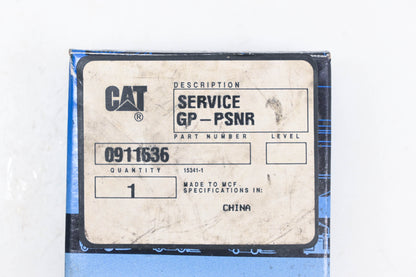 CAT
®
DESCRIPTION
SERVICE
GP-PSNR
PART NUMBER
LEVEL
0911636
QUANTITY
15341-1
1
MADE TO MCF
SPECIFICATIONS IN:
CHINA